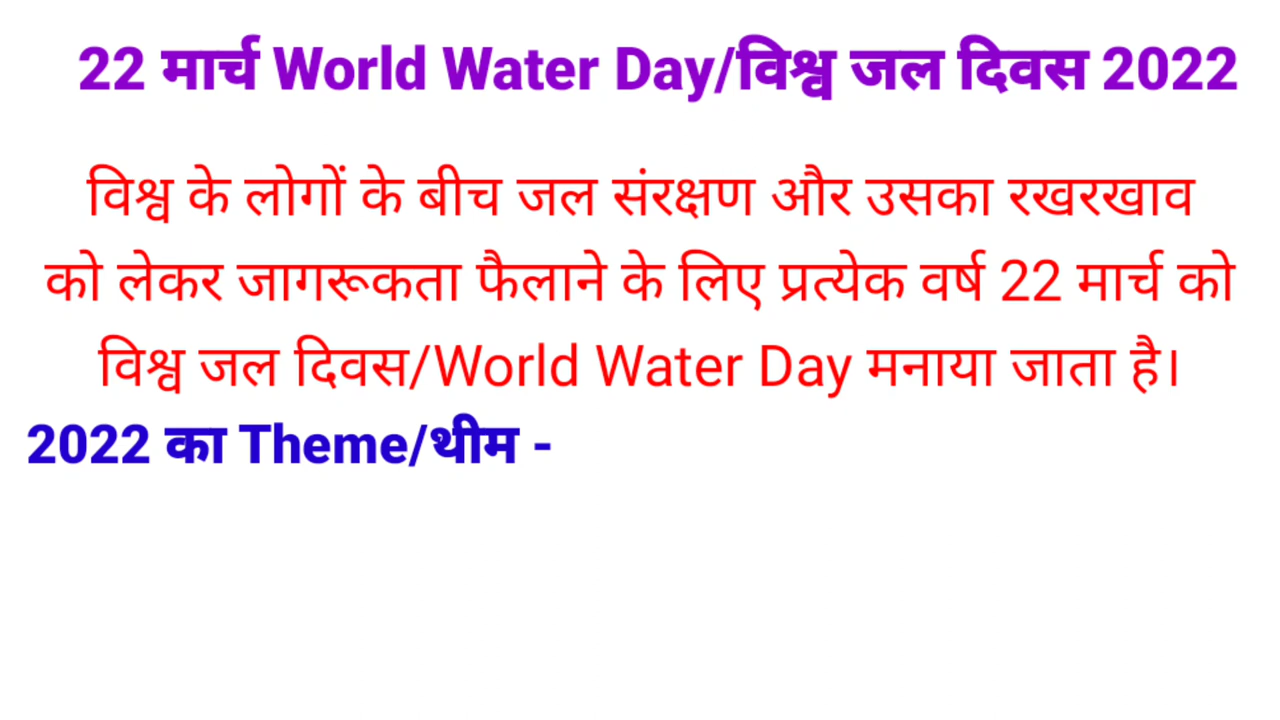 22 मार्च World Water Day/विश्व जल दिवस 2022
विश्व के लोगों के बीच जल संरक्षण और उसका रखरखाव
को लेकर जागरूकता फैलाने के लिए प्रत्येक वर्ष 22 मार्च को
विश्व जल दिवस/World Water Day मनाया जाता है।
2022 का Theme/थीम -